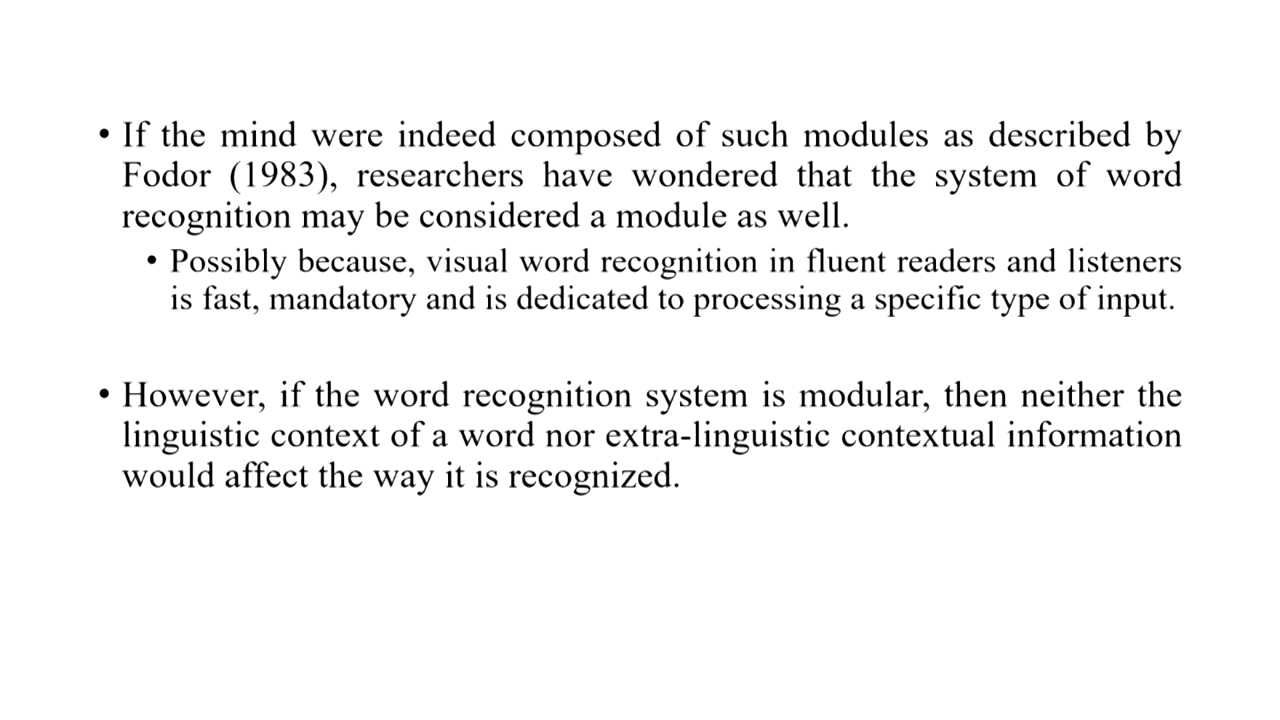 • If the mind were indeed composed of such modules as described by
Fodor (1983), researchers have wondered that the system of word
recognition may be considered a module as well.
• Possibly because, visual word recognition in fluent readers and listeners
is fast, mandatory and is dedicated to processing a specific type of input.
• However, if the word recognition system is modular, then neither the
linguistic context of a word nor extra-linguistic contextual information
would affect the way it is recognized.